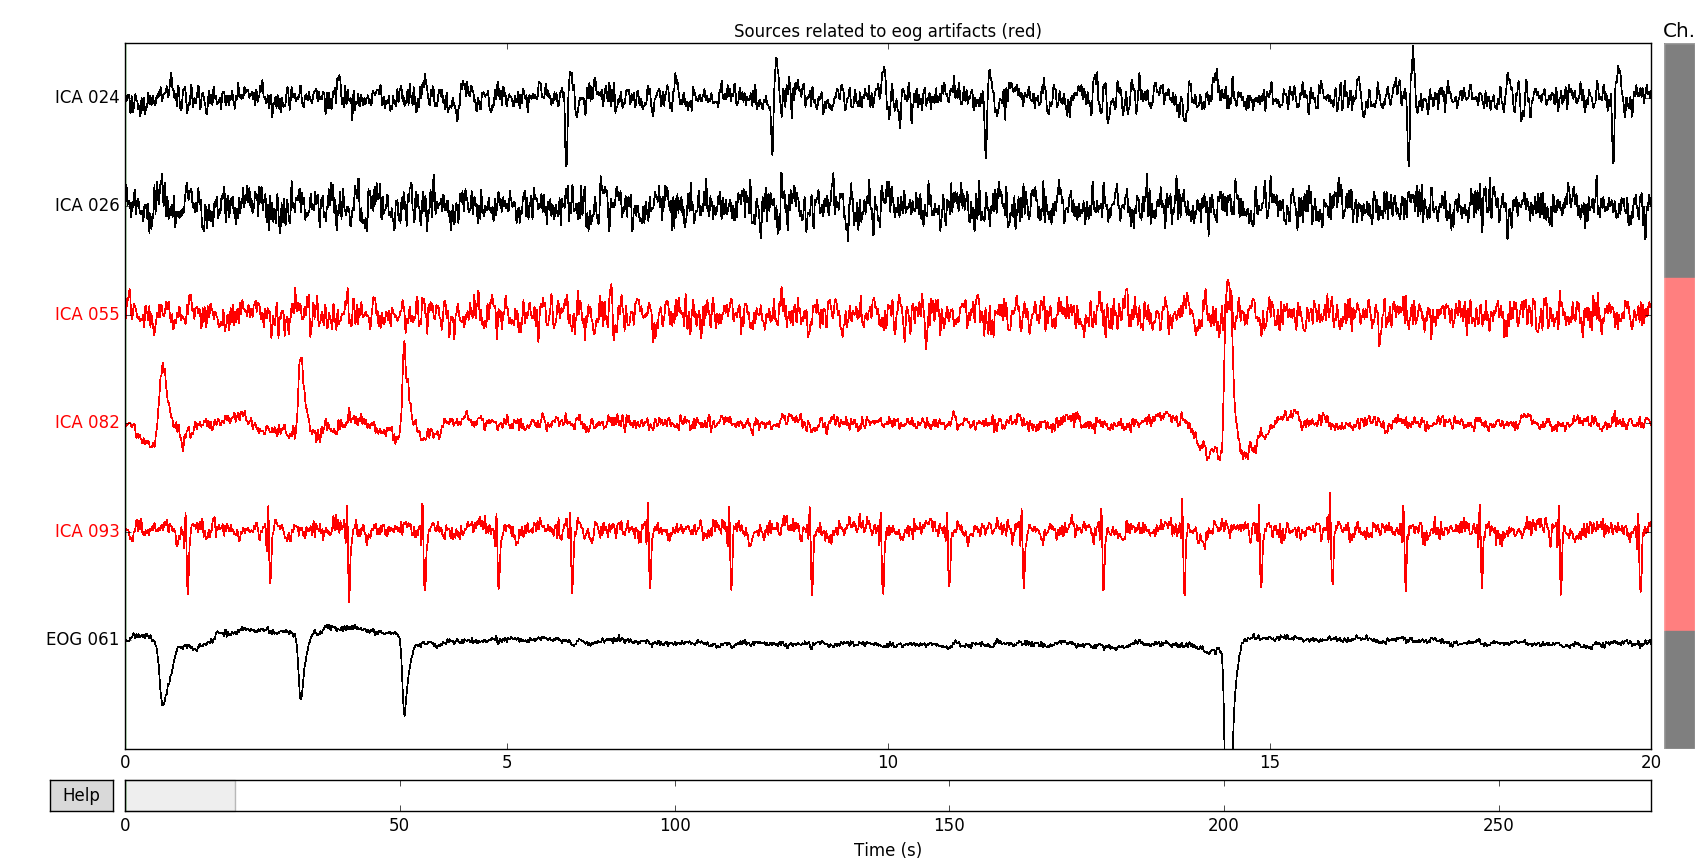 Sources related to eog artifacts (red)
Ch.
ICA 024
ICA 026
ICA 055
ICA 082
ICA 093
EOG 061
0 5 10 15 20
Help
0 50 100 150 200 250
Time (s)